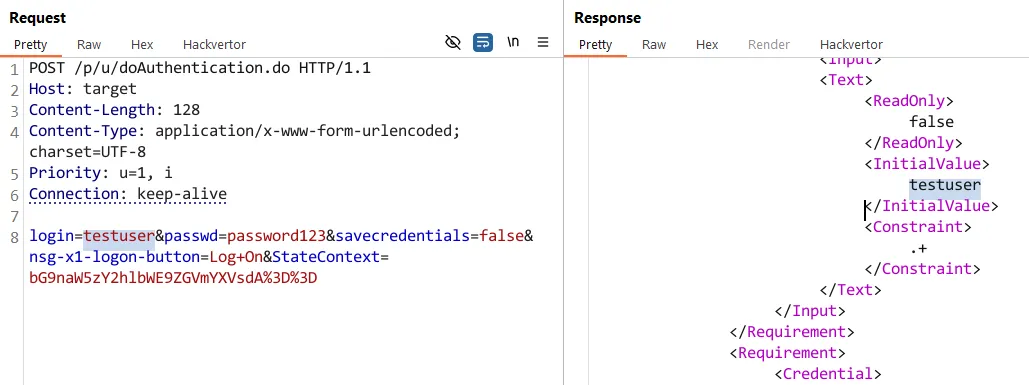 Request
Pretty Raw Hex Hackvertor
\n
1 POST /p/u/doAuthentication.do HTTP/1.1
2 Host: target
3 Content-Length: 128
4 Content-Type: application/x-www-form-urlencoded;
charset=UTF-8
5 Priority: u=1, i
6 Connection: keep-alive
7
8 login=testuser&passwd=password123&savecredentials=false&
nsg-x1-logon-button=Log+On&StateContext=
bG9naW5zY2hlbWE9ZGVmYXVsdA%3D%3D
Response
Pretty Raw Hex Render Hackvertor
<Input>
<Text>
<ReadOnly>
false
</ReadOnly>
<InitialValue>
testuser
</InitialValue>
<Constraint>
.+
</Constraint>
</Text>
</Input>
</Requirement>
<Requirement>
<Credential>